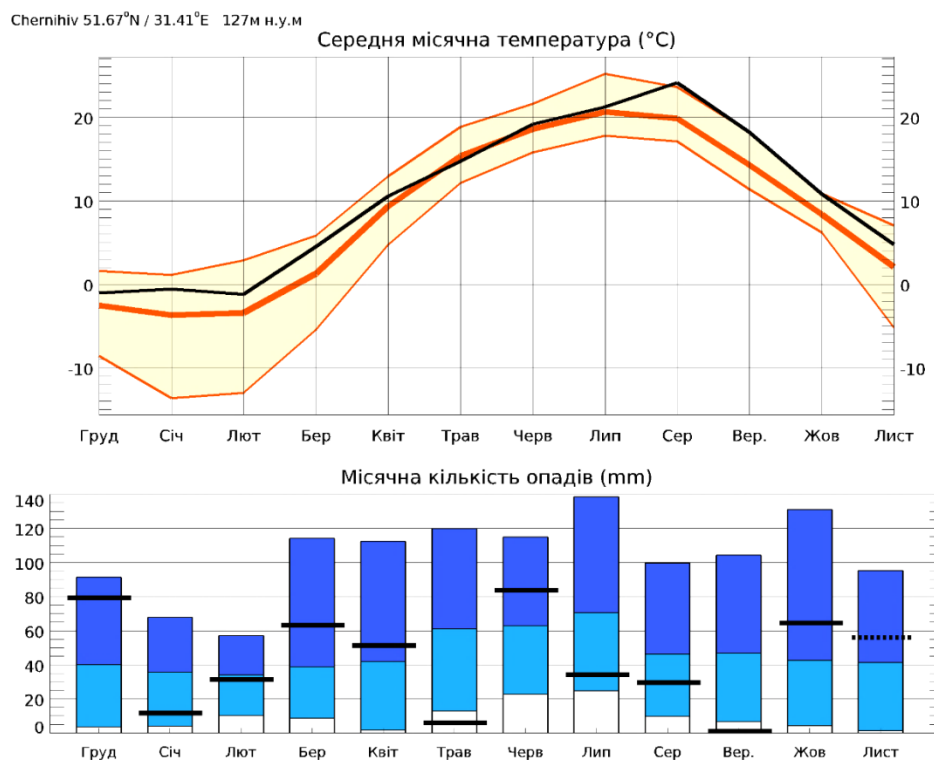 Chernihiv 51.67°N / 31.41°E 127м н.у.м
Середня місячна температура (°C)
20 20
10 10
0 0
-10 -10
Груд Січ Лют Бер Квіт Трав Черв Лип Сер Вер. Жов Лист
Місячна кількість опадів (mm)
140
120
100
80
60
40
20
0
Груд Січ Лют Бер Квіт Трав Черв Лип Сер Вер. Жов Лист